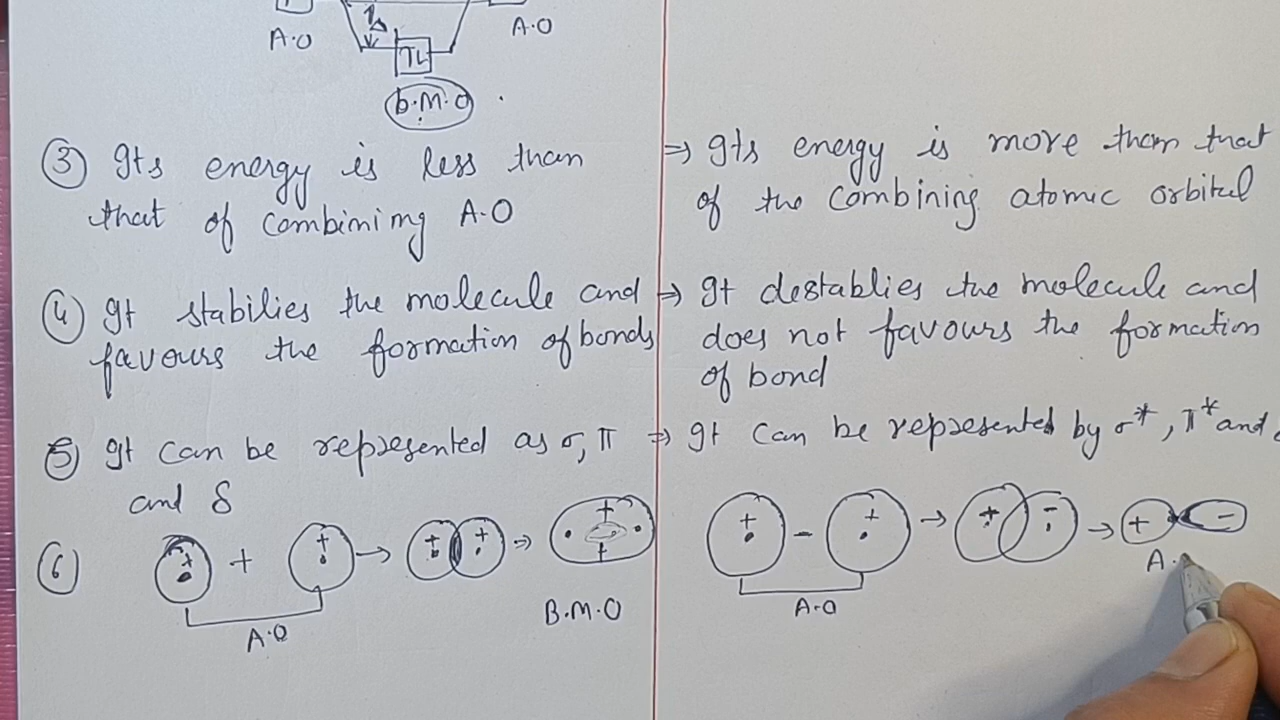 A.O
A.O
TL
b.M.O
③ Its energy is less than
that of combining A.O
⇒ Its energy is more than that
of the combining atomic orbital
④ It stabilies the molecule and
favours the formation of bonds
⇒ It destablies the molecule and
does not favours the formation
of bond
⑤ It can be represented as σ, π
and δ
⇒ It can be represented by σ*, π* and
⑥ + + + → + + ⇒ + +
A.O
B.M.O
+ - + → + - → + -
A.O
A.